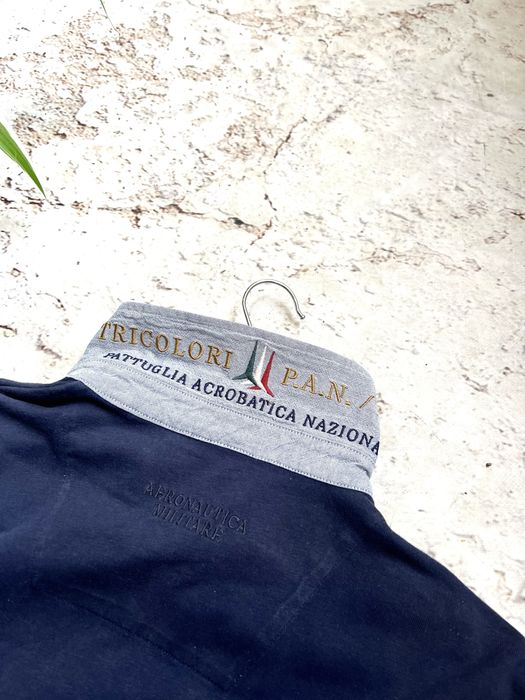 TRICOLORI P.A.N. /
PATTUGLIA ACROBATICA NAZIONA
AERONAUTICA
MILITARE